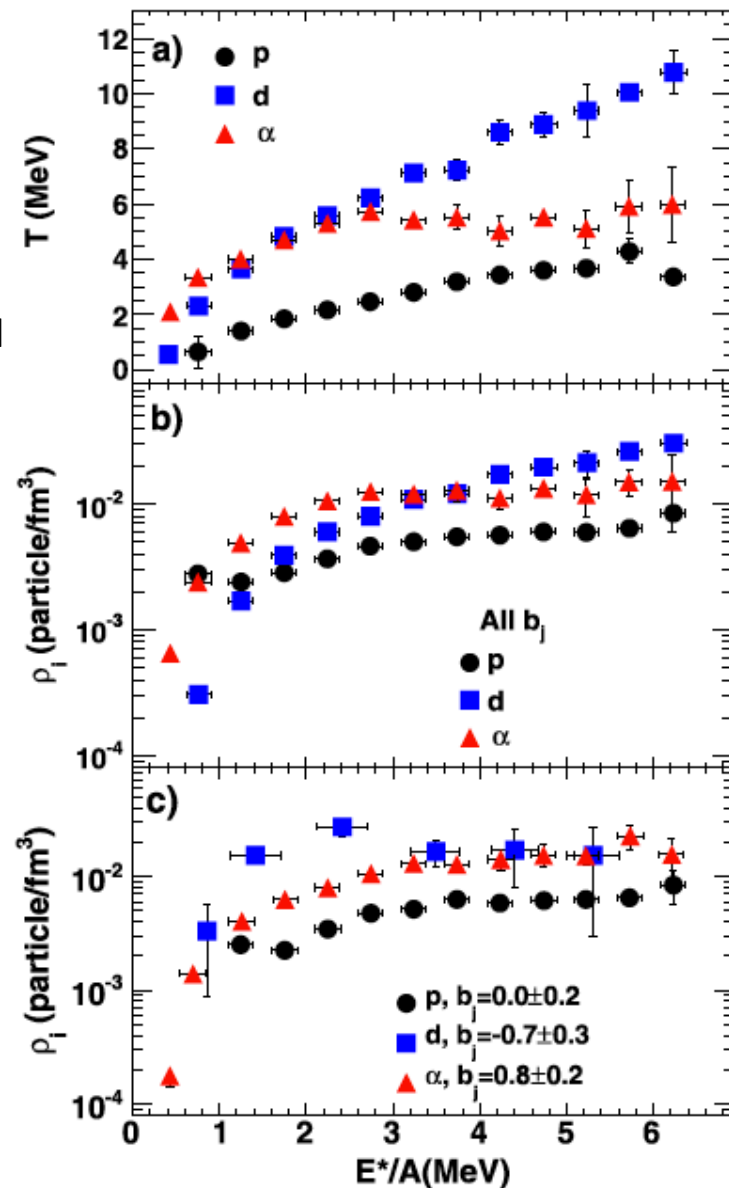 a)
p
d
α
T (MeV)
12
10
8
6
4
2
0
b)
ρi (particle/fm³)
10⁻²
10⁻³
10⁻⁴
All bj
p
d
α
c)
ρi (particle/fm³)
10⁻²
10⁻³
10⁻⁴
p, bj=0.0±0.2
d, bj=-0.7±0.3
α, bj=0.8±0.2
0 1 2 3 4 5 6
E*/A(MeV)